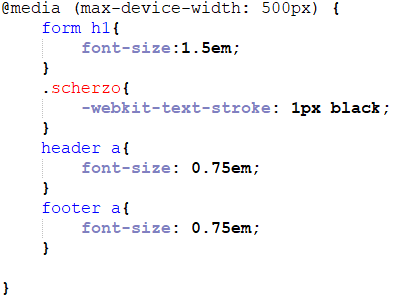 @media (max-device-width: 500px) {
    form h1{
        font-size:1.5em;
    }
    .scherzo{
        -webkit-text-stroke: 1px black;
    }
    header a{
        font-size: 0.75em;
    }
    footer a{
        font-size: 0.75em;
    }

}